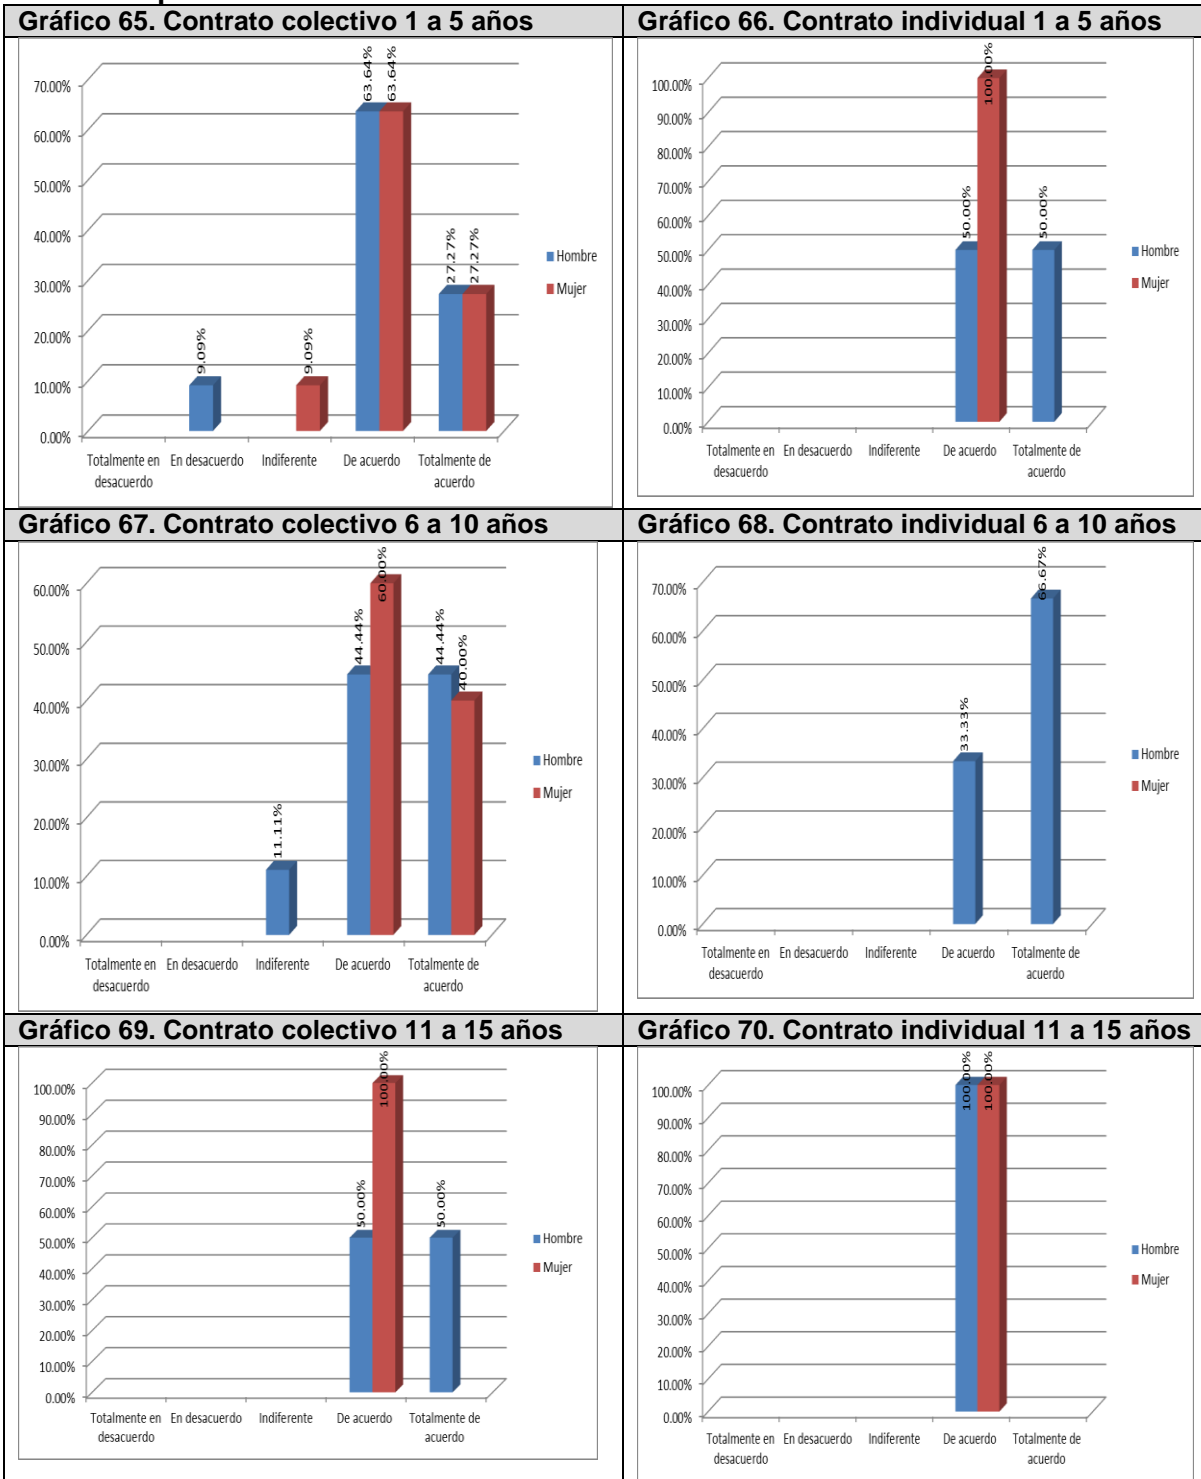 Gráfico 65. Contrato colectivo 1 a 5 años
70.00%
60.00%
50.00%
40.00%
30.00%
20.00%
10.00%
0.00%
9.09%
9.09%
63.64%
63.64%
27.27%
27.27%
Totalmente en desacuerdo
En desacuerdo
Indiferente
De acuerdo
Totalmente de acuerdo
Hombre
Mujer
Gráfico 66. Contrato individual 1 a 5 años
100.00%
90.00%
80.00%
70.00%
60.00%
50.00%
40.00%
30.00%
20.00%
10.00%
0.00%
50.00%
100.00%
50.00%
Totalmente en desacuerdo
En desacuerdo
Indiferente
De acuerdo
Totalmente de acuerdo
Hombre
Mujer
Gráfico 67. Contrato colectivo 6 a 10 años
60.00%
50.00%
40.00%
30.00%
20.00%
10.00%
0.00%
11.11%
44.44%
60.00%
44.44%
40.00%
Totalmente en desacuerdo
En desacuerdo
Indiferente
De acuerdo
Totalmente de acuerdo
Hombre
Mujer
Gráfico 68. Contrato individual 6 a 10 años
70.00%
60.00%
50.00%
40.00%
30.00%
20.00%
10.00%
0.00%
33.33%
66.67%
Totalmente en desacuerdo
En desacuerdo
Indiferente
De acuerdo
Totalmente de acuerdo
Hombre
Mujer
Gráfico 69. Contrato colectivo 11 a 15 años
100.00%
90.00%
80.00%
70.00%
60.00%
50.00%
40.00%
30.00%
20.00%
10.00%
0.00%
50.00%
100.00%
50.00%
Totalmente en desacuerdo
En desacuerdo
Indiferente
De acuerdo
Totalmente de acuerdo
Hombre
Mujer
Gráfico 70. Contrato individual 11 a 15 años
100.00%
90.00%
80.00%
70.00%
60.00%
50.00%
40.00%
30.00%
20.00%
10.00%
0.00%
100.00%
100.00%
Totalmente en desacuerdo
En desacuerdo
Indiferente
De acuerdo
Totalmente de acuerdo
Hombre
Mujer